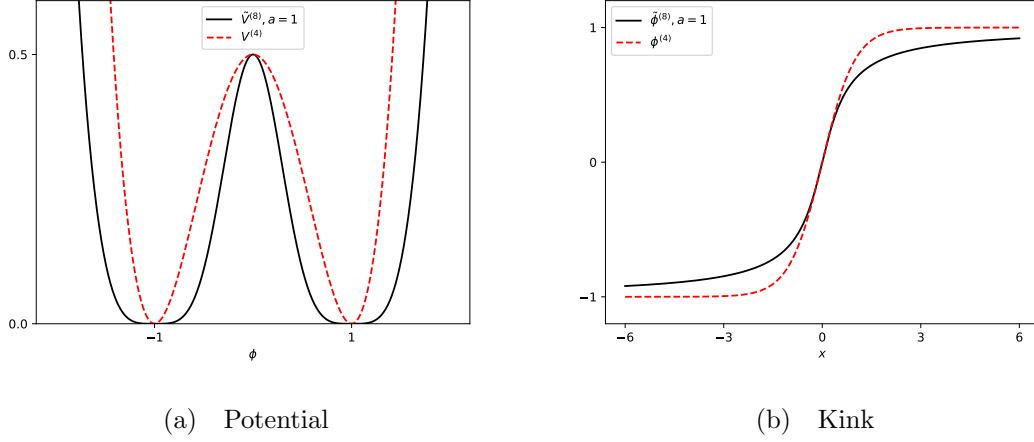 Ṽ⁽⁸⁾, a = 1
V⁽⁴⁾
0.5
0.0
−1
1
ϕ
(a) Potential
ϕ̃⁽⁸⁾, a = 1
ϕ⁽⁴⁾
1
0
−1
−6
−3
0
3
6
x
(b) Kink